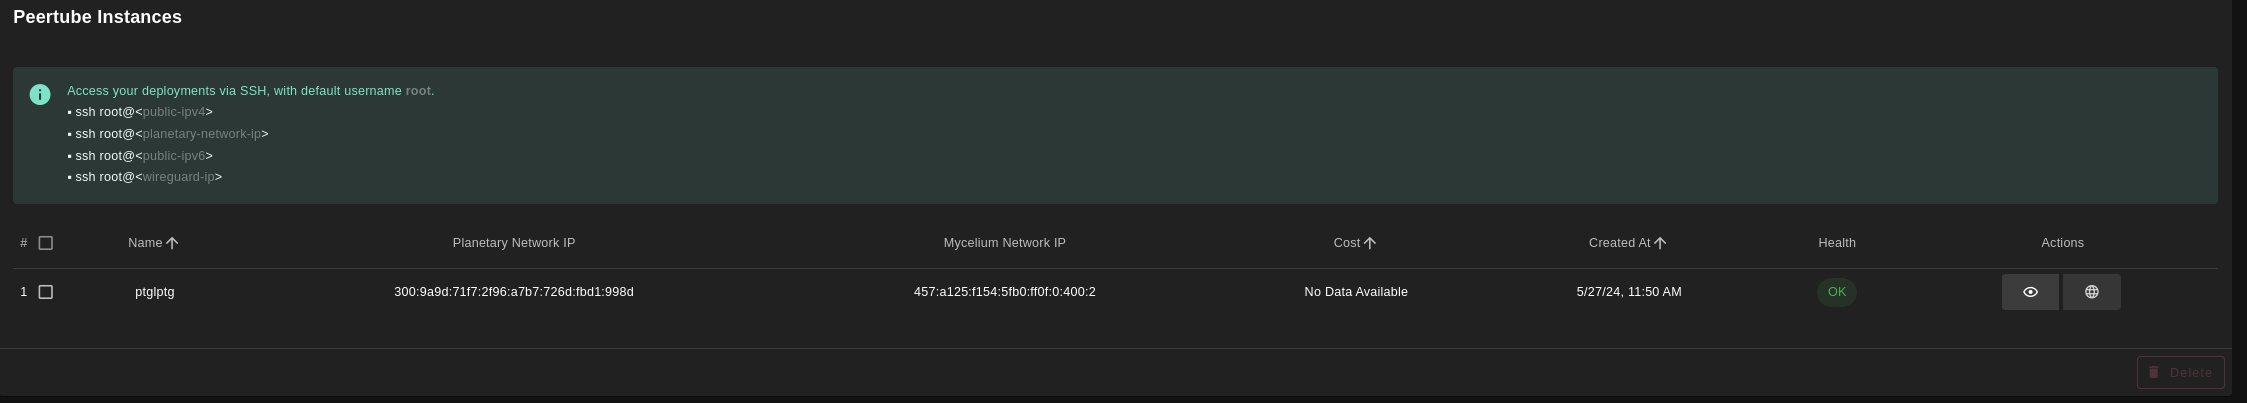 Peertube Instances
Access your deployments via SSH, with default username root.
▪ ssh root@<public-ipv4>
▪ ssh root@<planetary-network-ip>
▪ ssh root@<public-ipv6>
▪ ssh root@<wireguard-ip>
# Name Planetary Network IP Mycelium Network IP Cost Created At Health Actions
1 ptglptg 300:9a9d:71f7:2f96:a7b7:726d:fbd1:998d 457:a125:f154:5fb0:ff0f:0:400:2 No Data Available 5/27/24, 11:50 AM OK
Delete